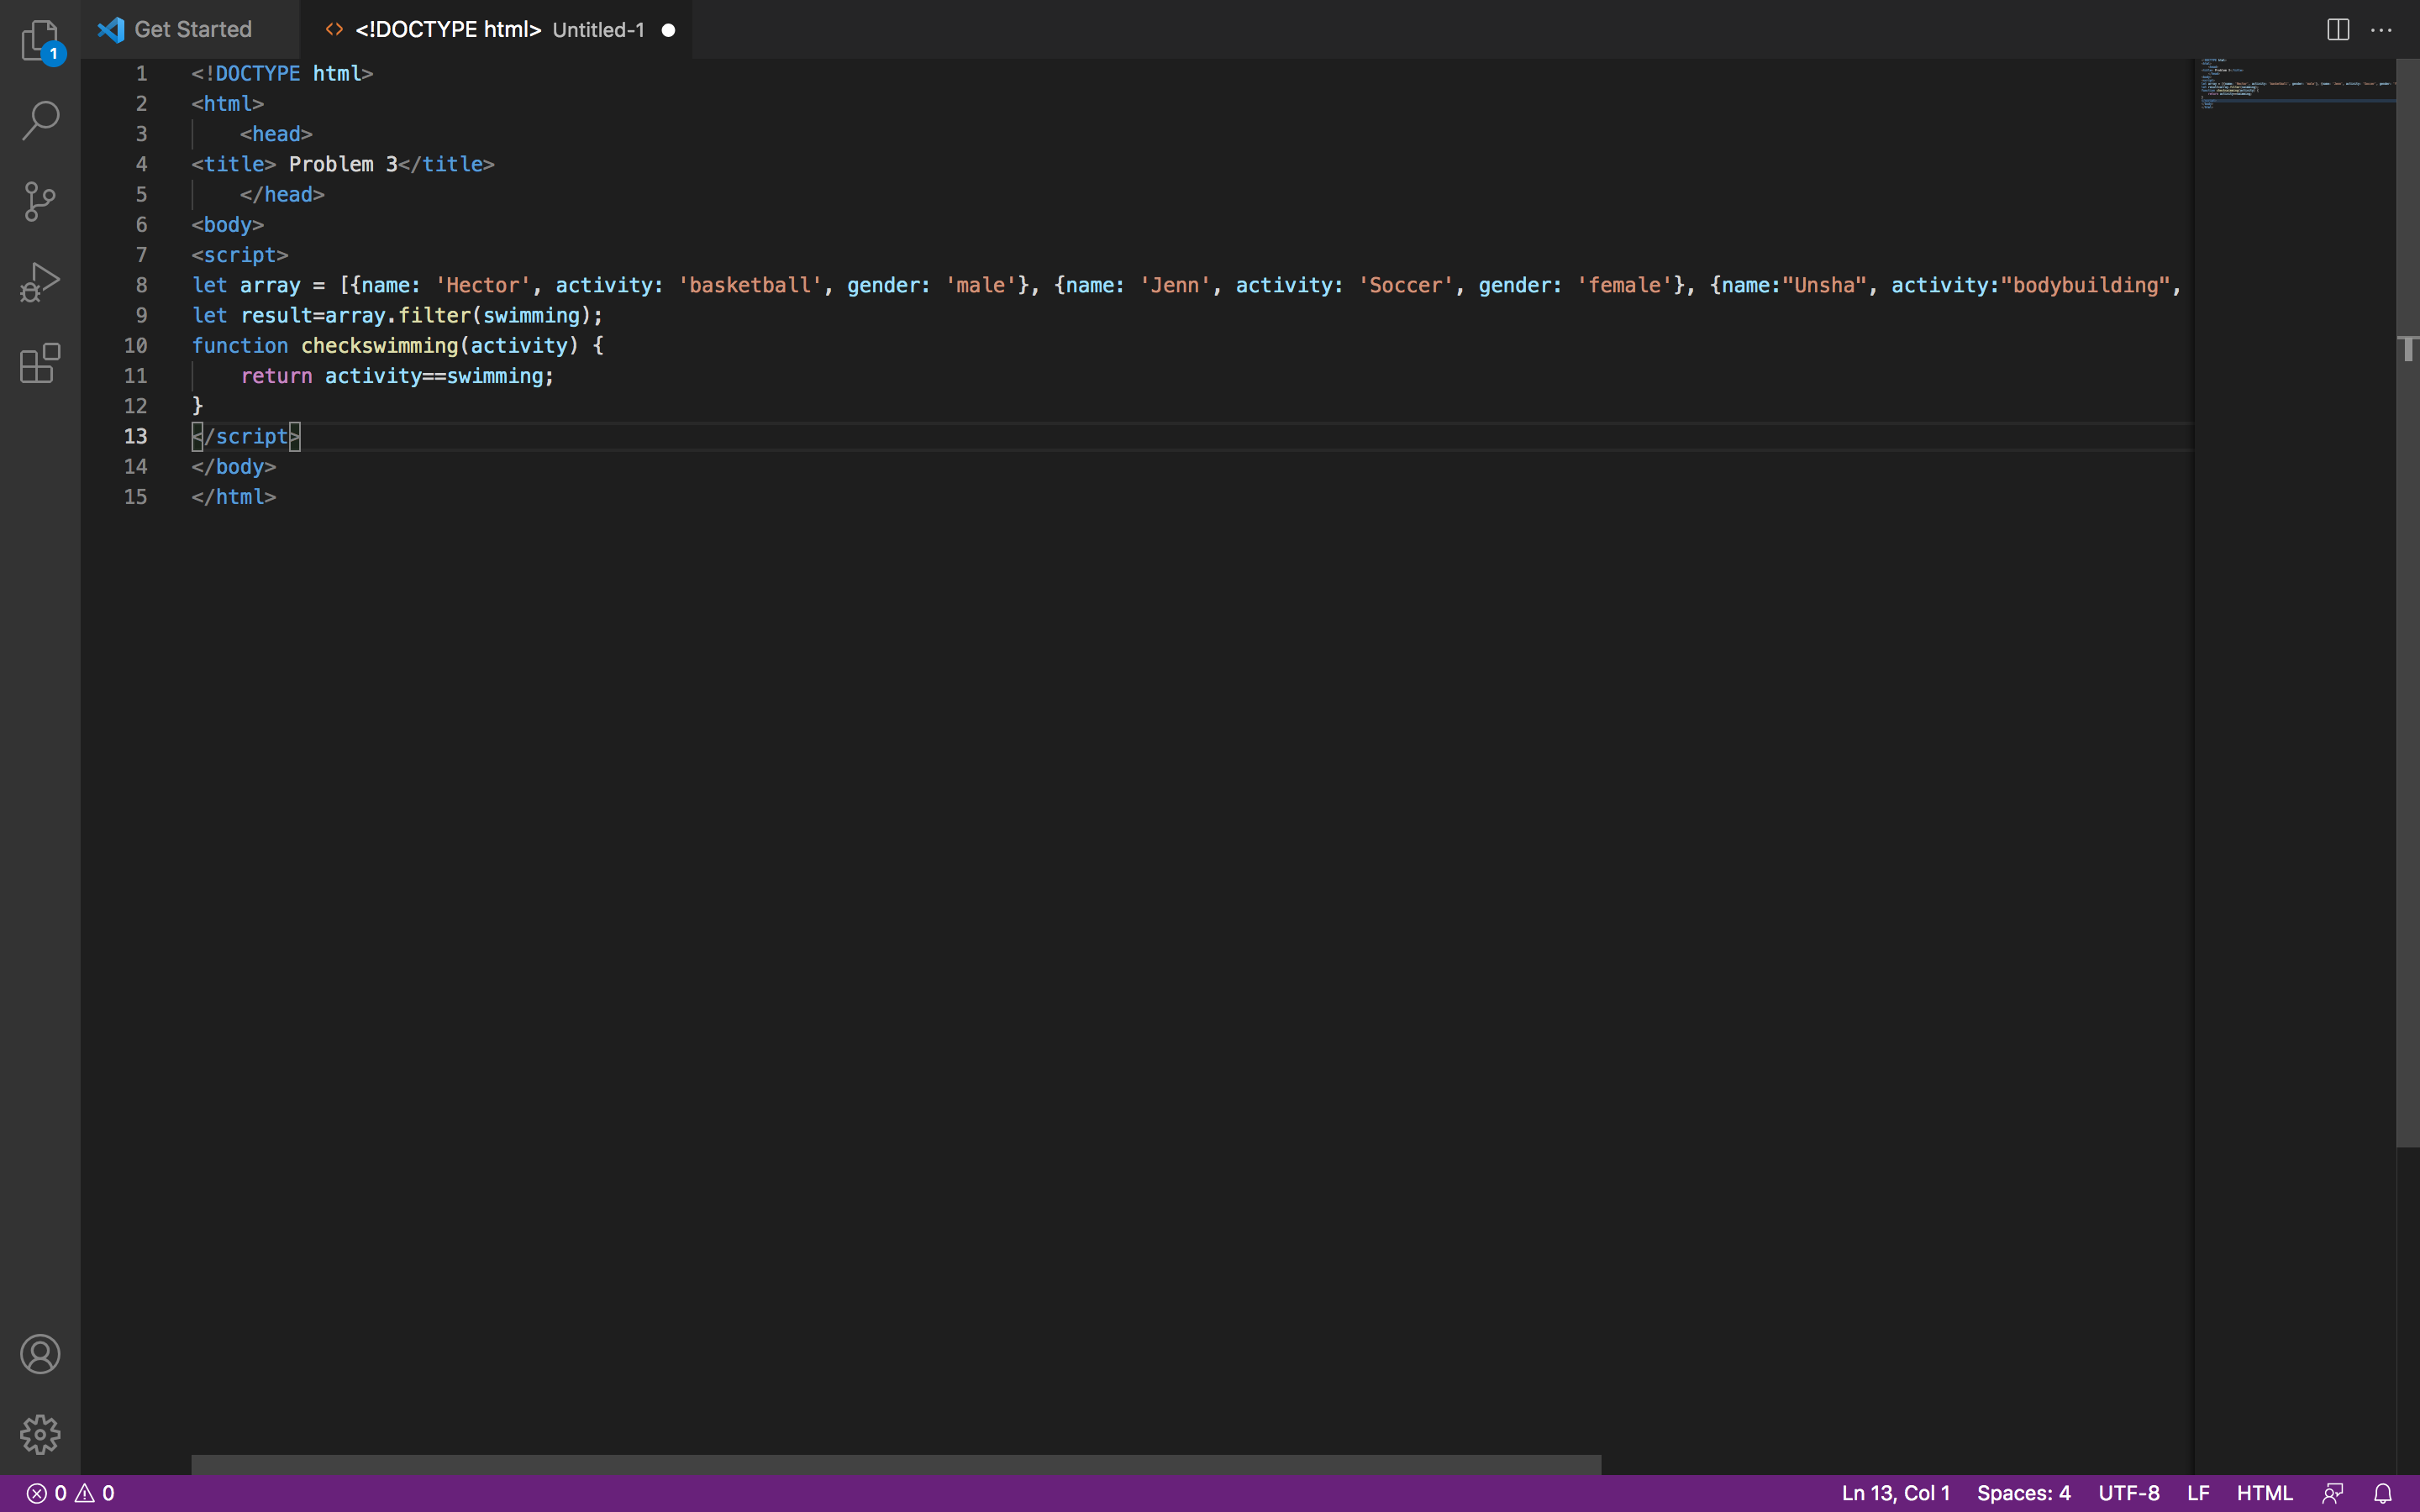 1
Get Started
<> <!DOCTYPE html> Untitled-1
1 <!DOCTYPE html>
2 <html>
3 <head>
4 <title> Problem 3</title>
5 </head>
6 <body>
7 <script>
8 let array = [{name: 'Hector', activity: 'basketball', gender: 'male'}, {name: 'Jenn', activity: 'Soccer', gender: 'female'}, {name:"Unsha", activity:"bodybuilding",
9 let result=array.filter(swimming);
10 function checkswimming(activity) {
11 return activity==swimming;
12 }
13 </script>
14 </body>
15 </html>
0 0 Ln 13, Col 1 Spaces: 4 UTF-8 LF HTML